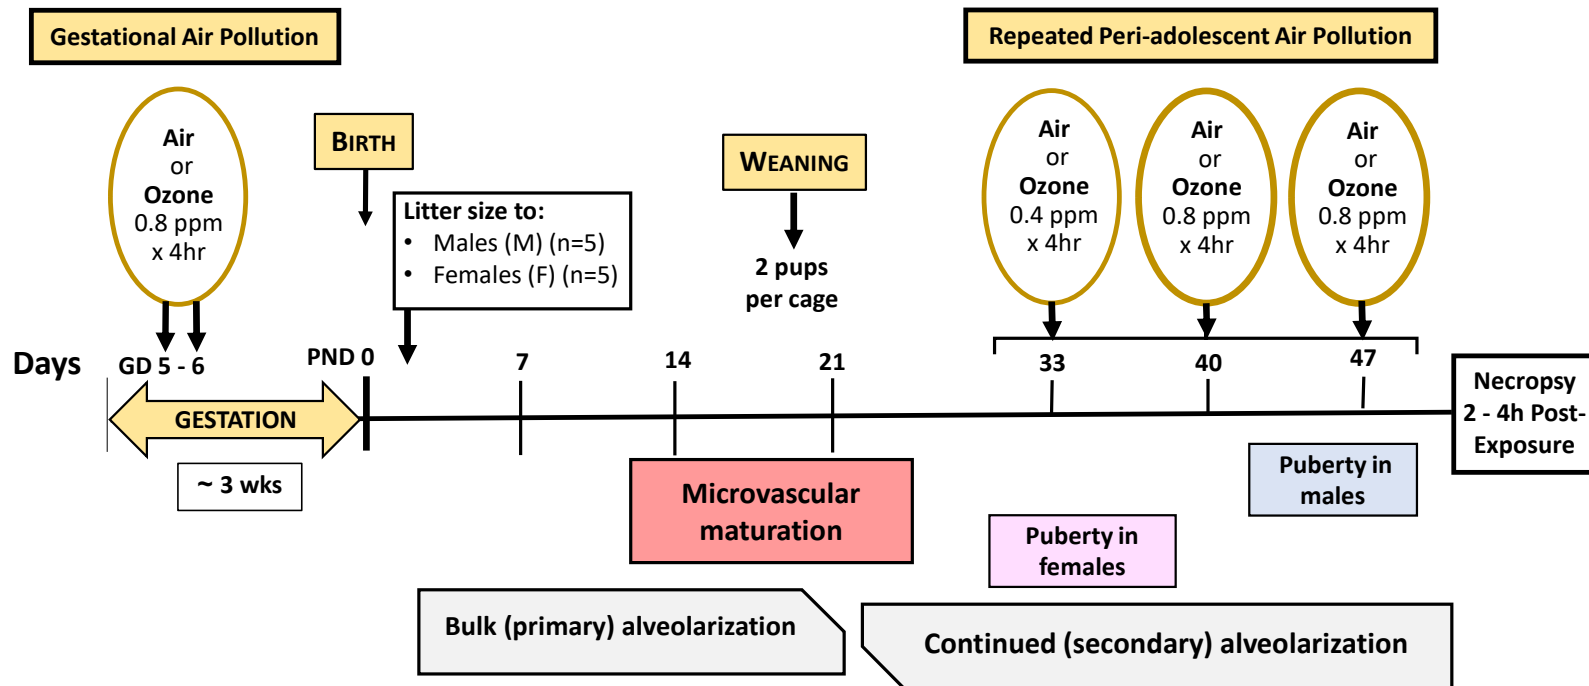 Gestational Air Pollution
Repeated Peri-adolescent Air Pollution
Air
or
Ozone
0.8 ppm
x 4hr
BIRTH
Litter size to:
• Males (M) (n=5)
• Females (F) (n=5)
WEANING
2 pups
per cage
Air
or
Ozone
0.4 ppm
x 4hr
Air
or
Ozone
0.8 ppm
x 4hr
Air
or
Ozone
0.8 ppm
x 4hr
Days
GD 5 - 6
PND 0
7
14
21
33
40
47
GESTATION
~ 3 wks
Necropsy
2 - 4h Post-
Exposure
Microvascular
maturation
Puberty in
females
Puberty in
males
Bulk (primary) alveolarization
Continued (secondary) alveolarization